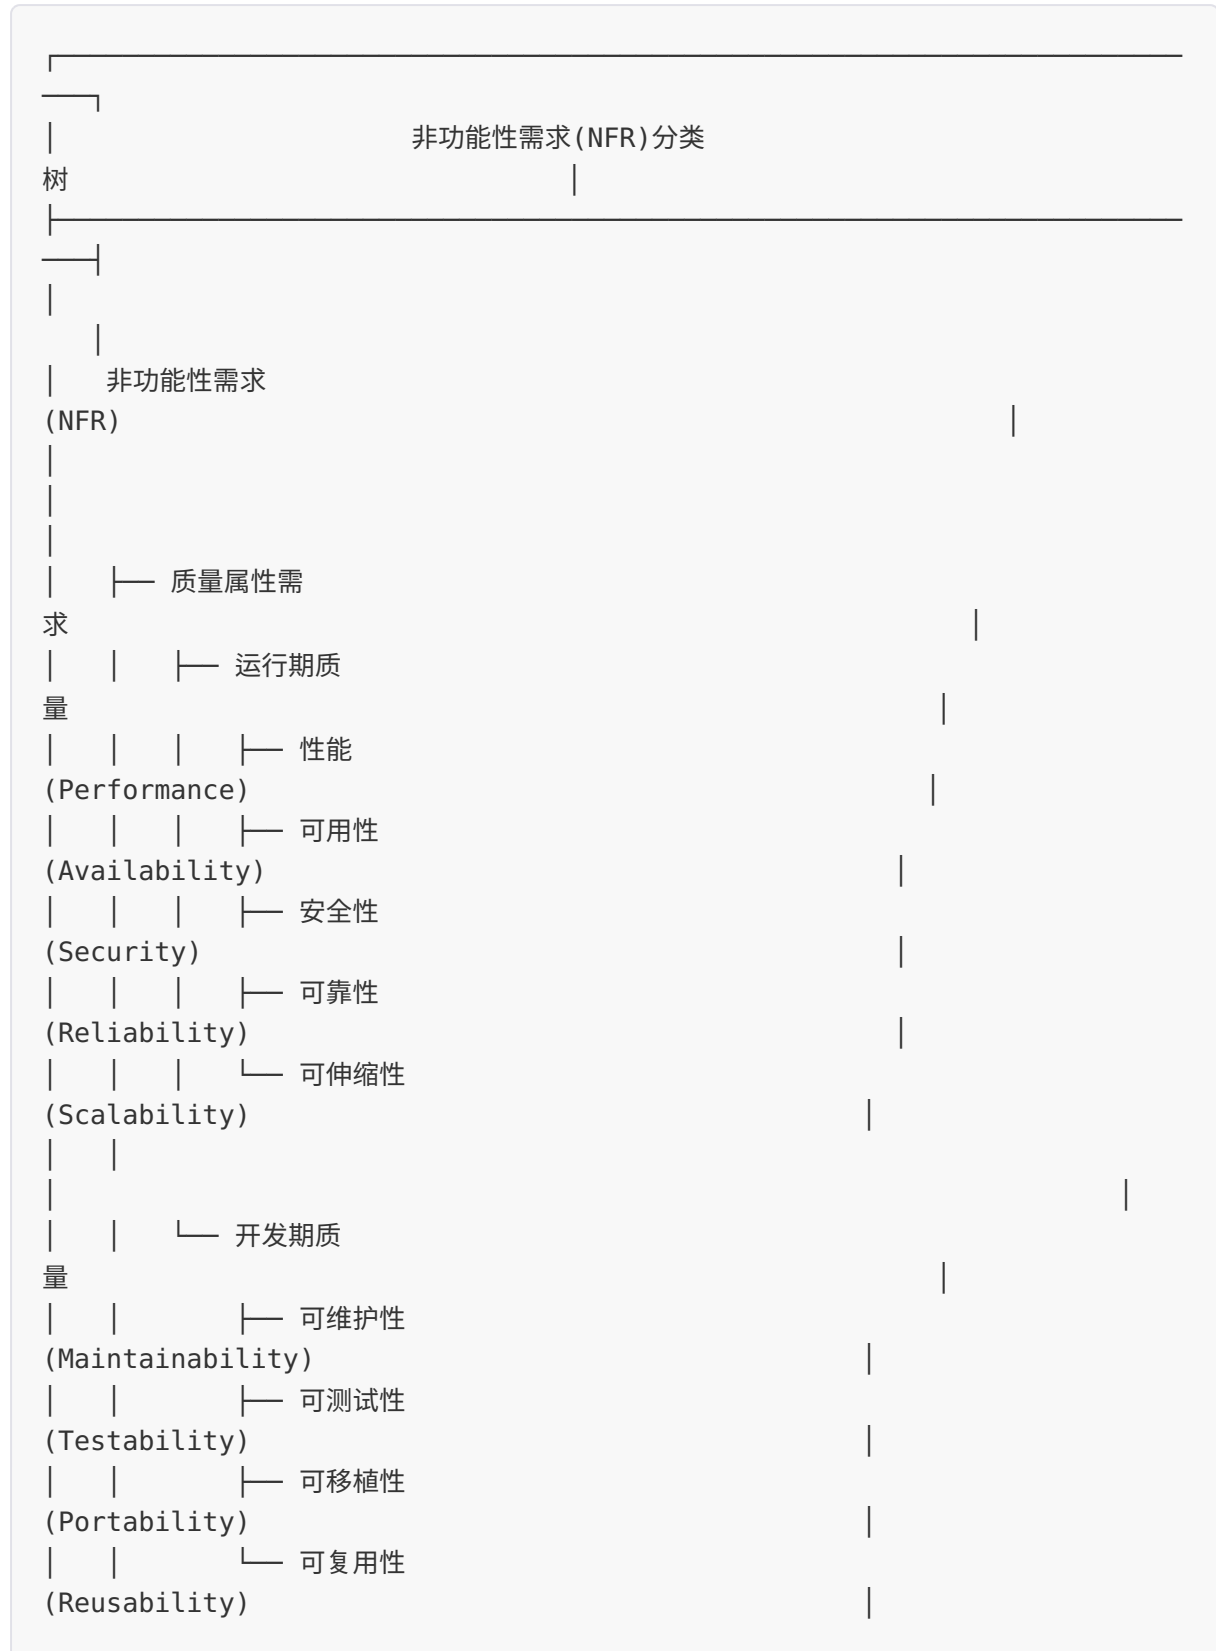 ┌──────────────────────────────────────────────────────────────────────
───┐
│                      非功能性需求(NFR)分类
树                               │
├──────────────────────────────────────────────────────────────────────
───┤
│
   │
│   非功能性需求
(NFR)                                                       │
│
│
│
│   ├── 质量属性需
求                                                        │
│   │   ├── 运行期质
量                                                      │
│   │   │   ├── 性能
(Performance)                                          │
│   │   │   ├── 可用性
(Availability)                                       │
│   │   │   ├── 安全性
(Security)                                           │
│   │   │   ├── 可靠性
(Reliability)                                        │
│   │   │   └── 可伸缩性
(Scalability)                                      │
│   │
│                                                                  │
│   │   └── 开发期质
量                                                      │
│   │       ├── 可维护性
(Maintainability)                                  │
│   │       ├── 可测试性
(Testability)                                      │
│   │       ├── 可移植性
(Portability)                                      │
│   │       └── 可复用性
(Reusability)                                      │